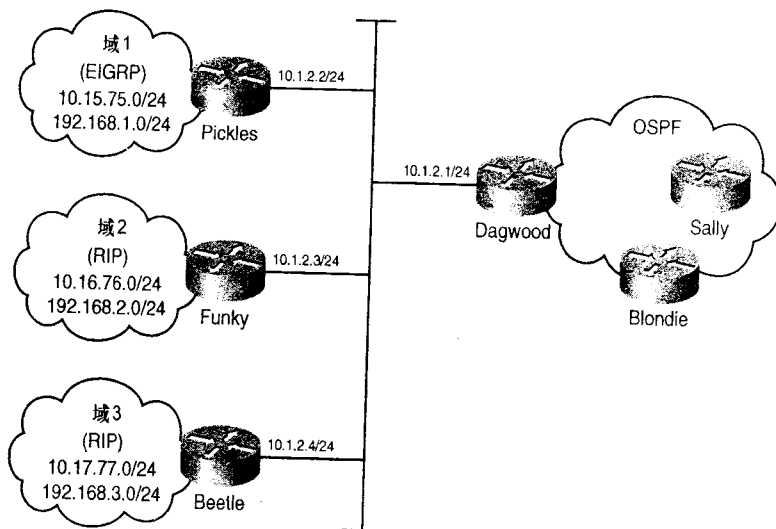 域1
(EIGRP)
10.15.75.0/24
192.168.1.0/24
Pickles
10.1.2.2/24
域2
(RIP)
10.16.76.0/24
192.168.2.0/24
Funky
10.1.2.3/24
域3
(RIP)
10.17.77.0/24
192.168.3.0/24
Beetle
10.1.2.4/24
10.1.2.1/24
Dagwood
OSPF
Sally
Blondie